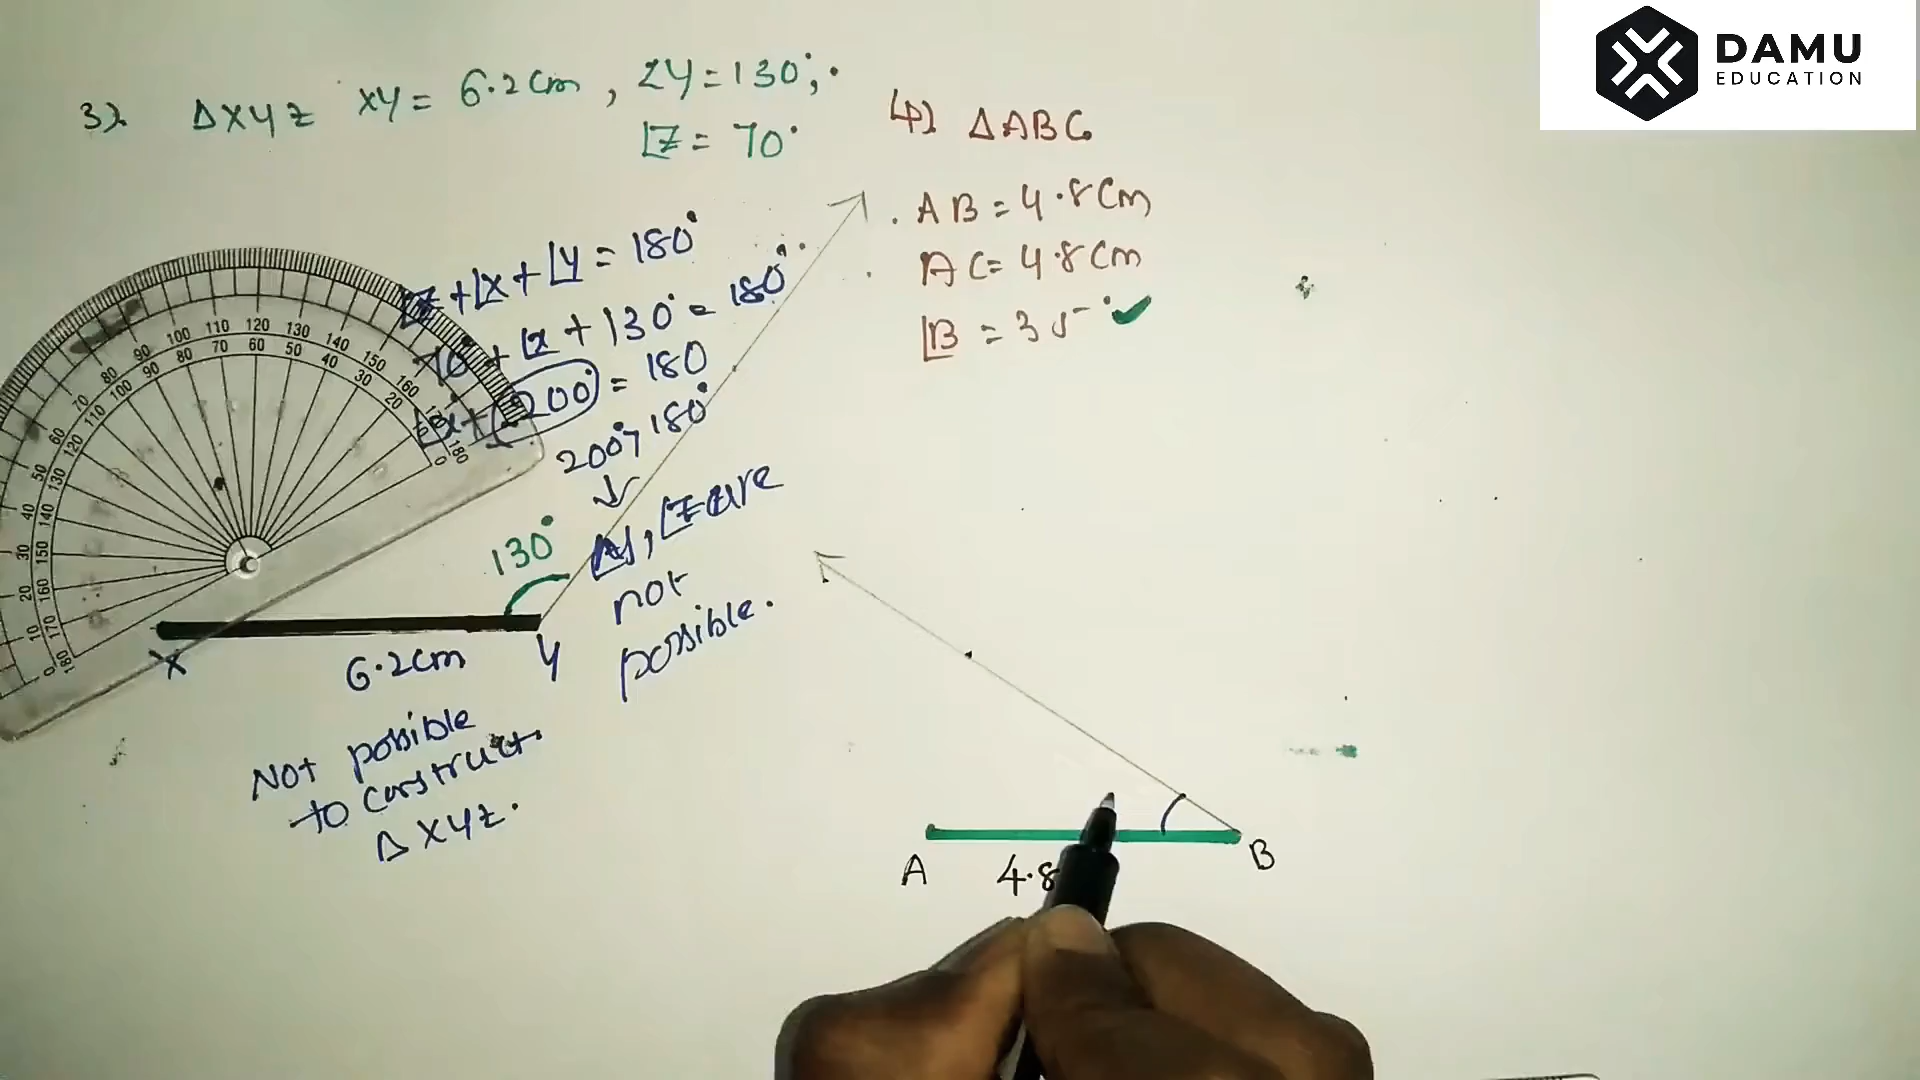 DAMU
EDUCATION
3) ΔXYZ XY = 6.2cm, ∠Y = 130°,
∠Z = 70°
∠Z + ∠X + ∠Y = 180°
70° + ∠x + 130° = 180°
∠x + 200° = 180
200° > 180°
∠Z are
not
possible.
130°
X
6.2cm
Y
Not possible
to construct
Δ XYZ.
4) ΔABC
AB = 4.8cm
AC = 4.8cm
∠B = 35°
A
4.8
B